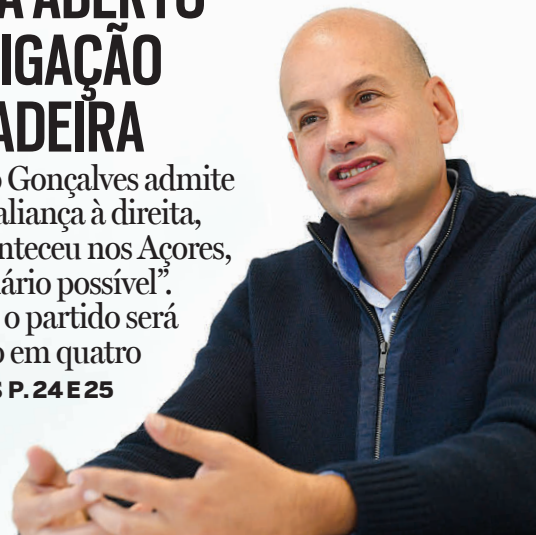 A ABERTO
IGAÇÃO
ADEIRA
Gonçalves admite
aliança à direita,
nteceu nos Açores,
ário possível”.
o partido será
em quatro
P. 24 E 25